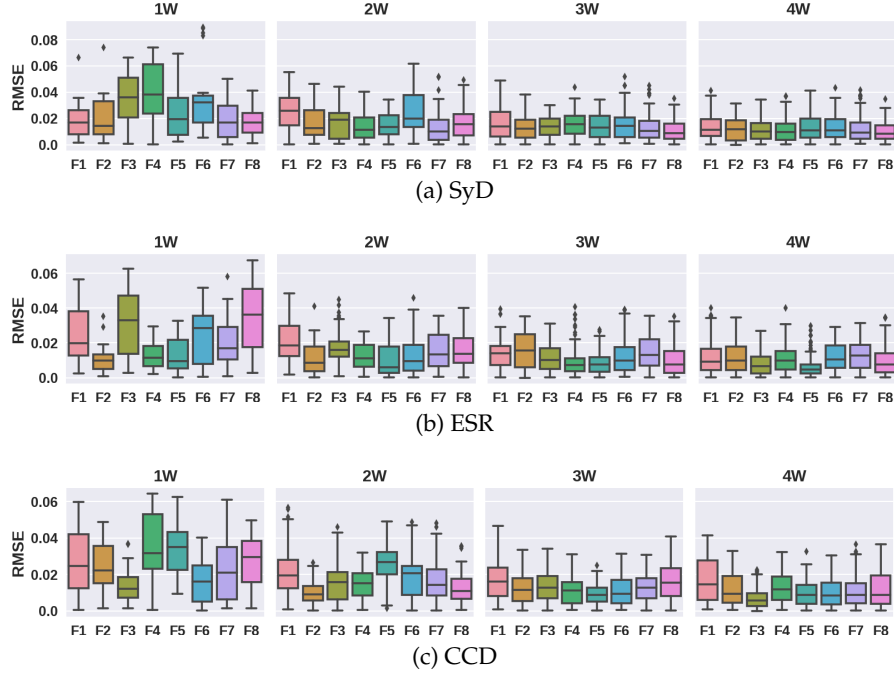 1W 2W 3W 4W
RMSE
0.08
0.06
0.04
0.02
0.0
F1 F2 F3 F4 F5 F6 F7 F8 F1 F2 F3 F4 F5 F6 F7 F8 F1 F2 F3 F4 F5 F6 F7 F8 F1 F2 F3 F4 F5 F6 F7 F8
(a) SyD
1W 2W 3W 4W
RMSE
0.06
0.04
0.02
0.0
F1 F2 F3 F4 F5 F6 F7 F8 F1 F2 F3 F4 F5 F6 F7 F8 F1 F2 F3 F4 F5 F6 F7 F8 F1 F2 F3 F4 F5 F6 F7 F8
(b) ESR
1W 2W 3W 4W
RMSE
0.06
0.04
0.02
0.0
F1 F2 F3 F4 F5 F6 F7 F8 F1 F2 F3 F4 F5 F6 F7 F8 F1 F2 F3 F4 F5 F6 F7 F8 F1 F2 F3 F4 F5 F6 F7 F8
(c) CCD